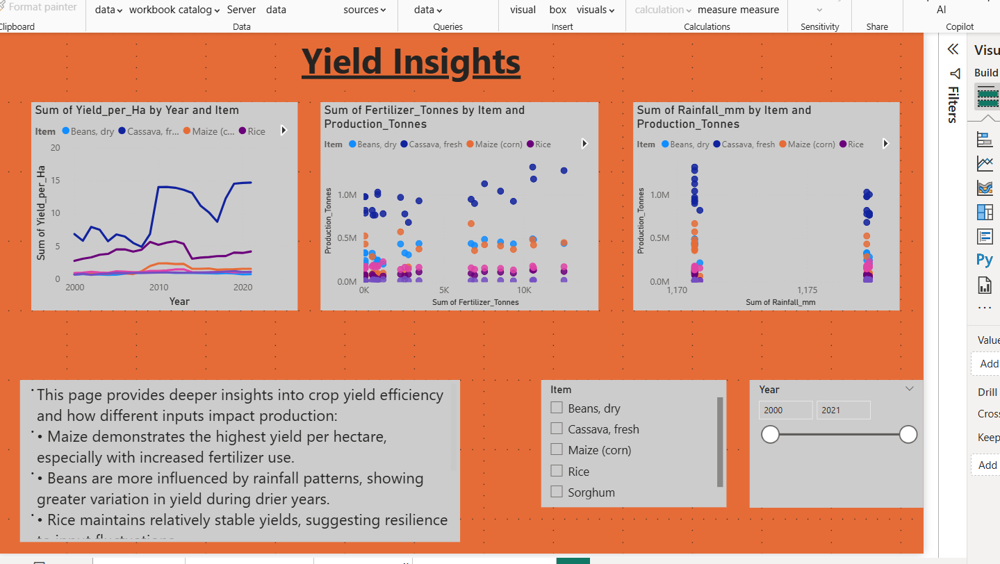 Format painter
data workbook catalog Server data sources data visual box visuals calculation measure measure AI
Clipboard Data Queries Insert Calculations Sensitivity Share Copilot
Yield Insights
Sum of Yield_per_Ha by Year and Item
Item Beans, dry Cassava, fr... Maize (c... Rice
20
15
10
5
0
Sum of Yield_per_Ha
2000 2010 2020
Year
Sum of Fertilizer_Tonnes by Item and
Production_Tonnes
Item Beans, dry Cassava, fresh Maize (corn) Rice
1.0M
0.5M
0.0M
Production_Tonnes
0K 5K 10K
Sum of Fertilizer_Tonnes
Sum of Rainfall_mm by Item and
Production_Tonnes
Item Beans, dry Cassava, fresh Maize (corn) Rice
1.0M
0.5M
0.0M
Production_Tonnes
1,170 1,175
Sum of Rainfall_mm
This page provides deeper insights into crop yield efficiency
and how different inputs impact production:
• Maize demonstrates the highest yield per hectare,
especially with increased fertilizer use.
• Beans are more influenced by rainfall patterns, showing
greater variation in yield during drier years.
• Rice maintains relatively stable yields, suggesting resilience
Item
Beans, dry
Cassava, fresh
Maize (corn)
Rice
Sorghum
Year
2000 2021
Filters
Visu
Build
Py
...
Value
Add
Drill
Cross
Keep
Add